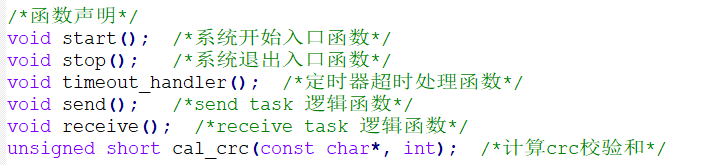 /*函数声明*/
void start();  /*系统开始入口函数*/
void stop();  /*系统退出入口函数*/
void timeout_handler();  /*定时器超时处理函数*/
void send();  /*send task 逻辑函数*/
void receive();  /*receive task 逻辑函数*/
unsigned short cal_crc(const char*, int);  /*计算crc校验和*/